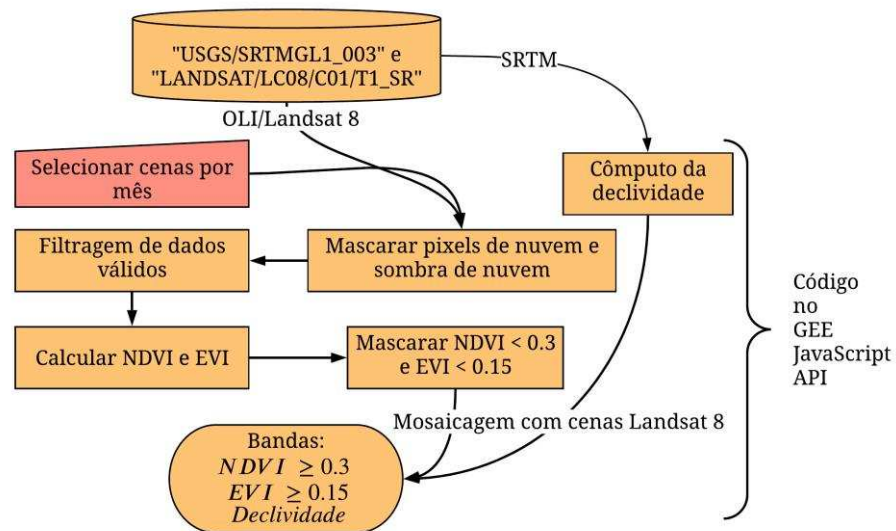 "USGS/SRTMGL1_003" e
"LANDSAT/LC08/C01/T1_SR"
SRTM
OLI/Landsat 8
Selecionar cenas por
mês
Cômputo da
declividade
Filtragem de dados
válidos
Mascarar pixels de nuvem e
sombra de nuvem
Calcular NDVI e EVI
Mascarar NDVI < 0.3
e EVI < 0.15
Mosaicagem com cenas Landsat 8
Bandas:
NDVI ≥ 0.3
EVI ≥ 0.15
Declividade
Código
no
GEE
JavaScript
API